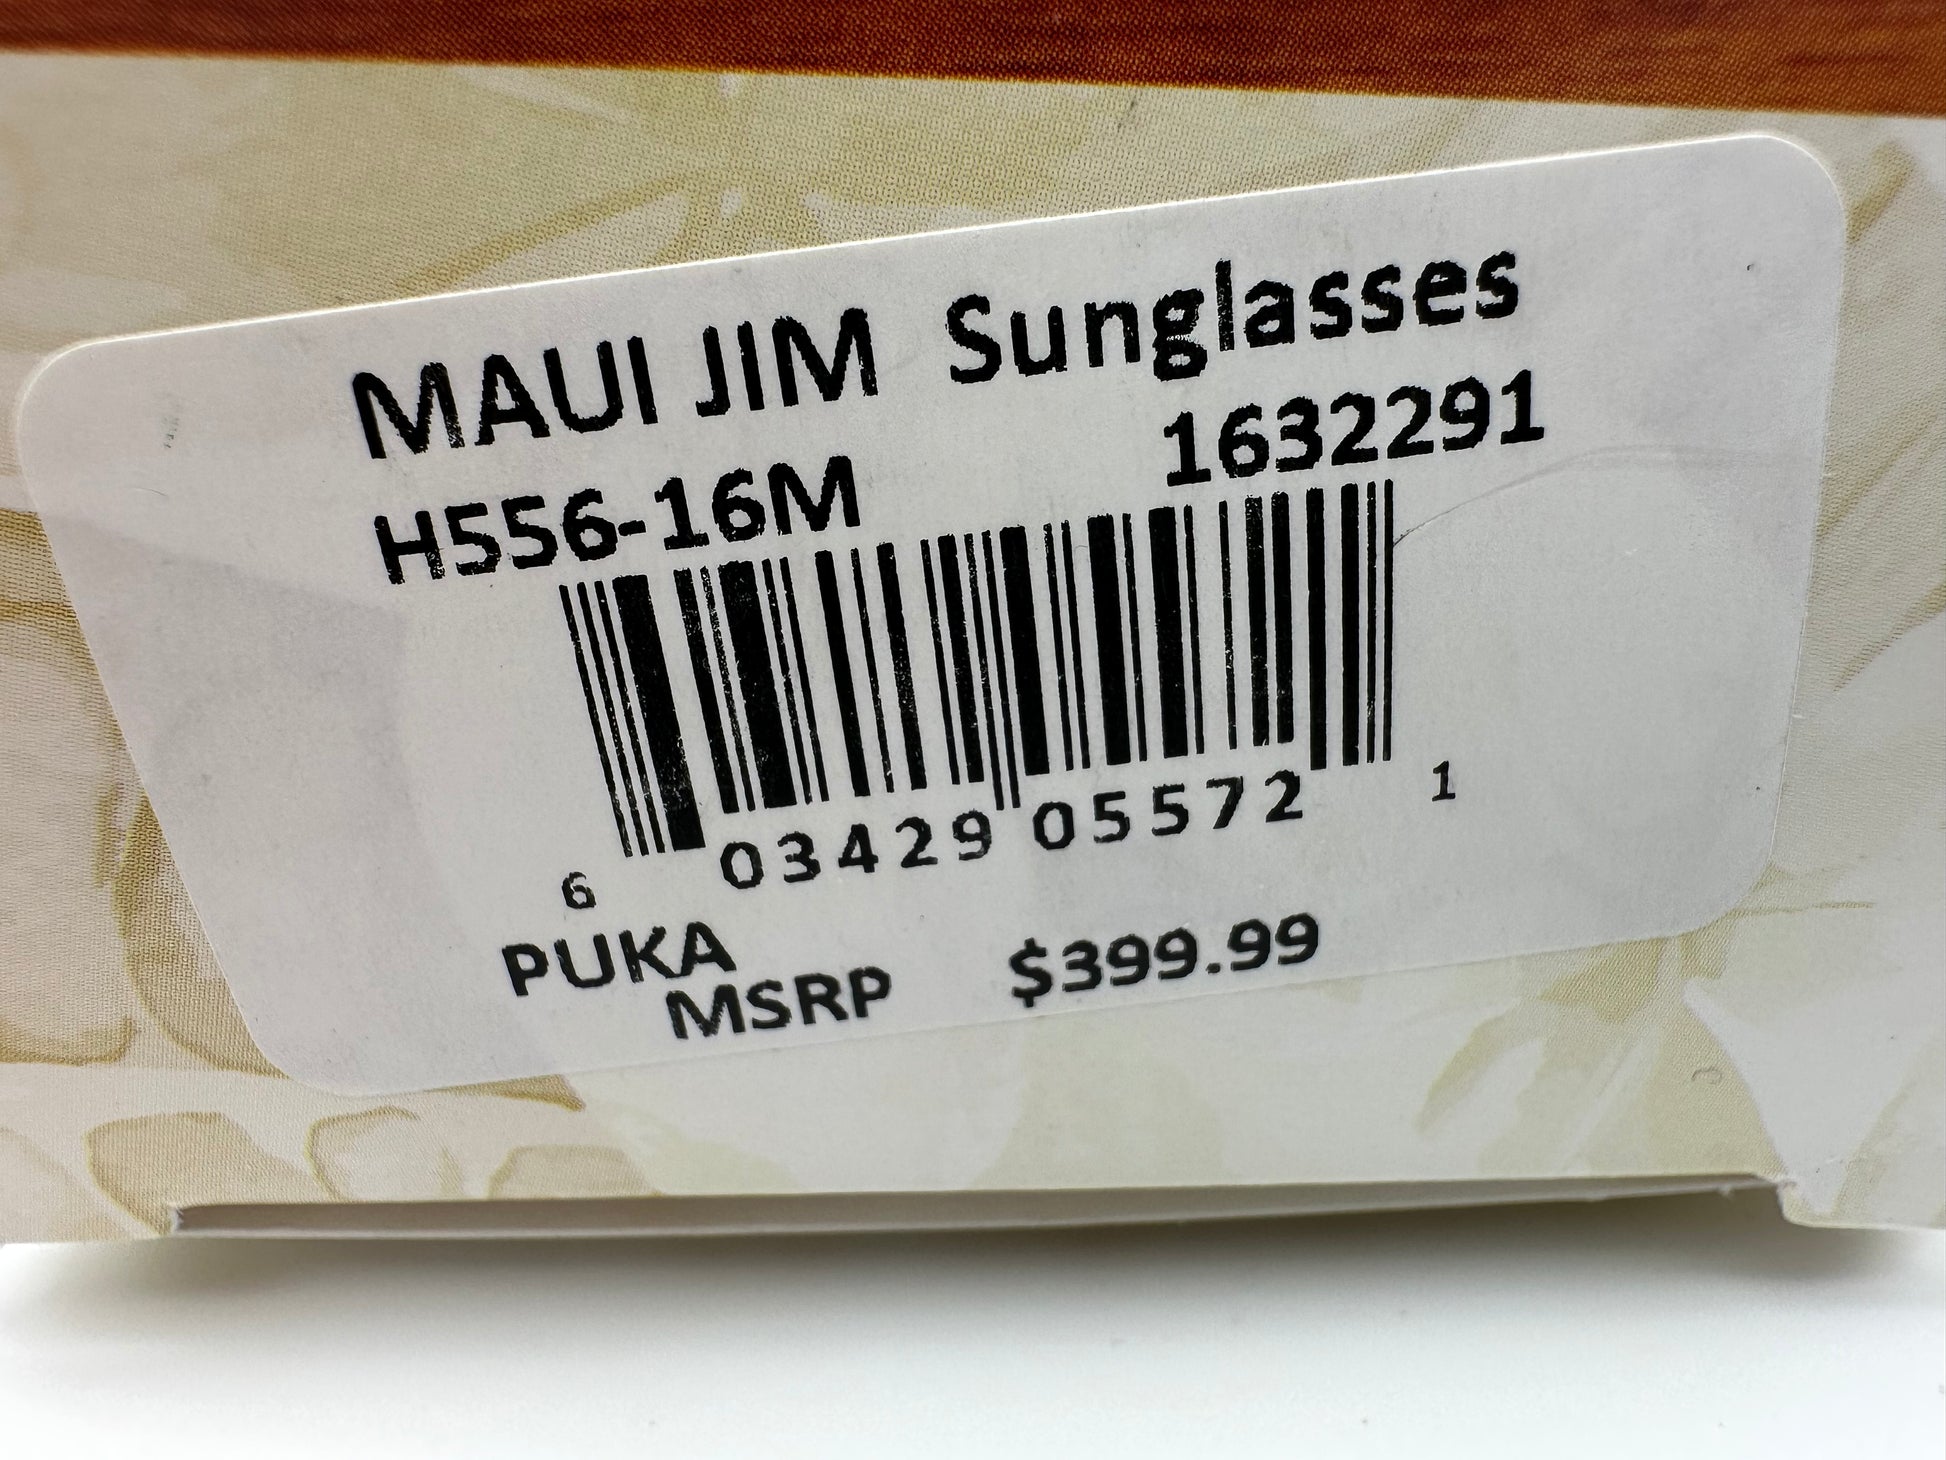 MAUI JIM Sunglasses
H556-16M 1632291
6 03429 05572 1
PUKA
MSRP $399.99